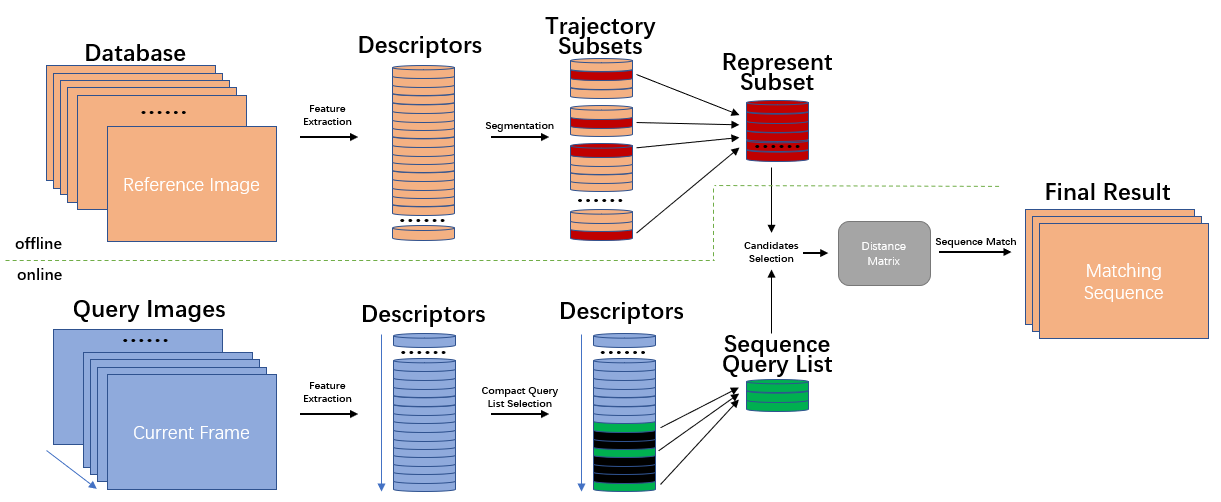 Database
......
Reference Image
Feature
Extraction
Descriptors
......
Segmentation
Trajectory
Subsets
......
Represent
Subset
......
offline
online
Query Images
......
Current Frame
Feature
Extraction
Descriptors
......
Compact Query
List Selection
Descriptors
......
Sequence
Query List
Candidates
Selection
Distance
Matrix
Sequence Match
Final Result
Matching
Sequence